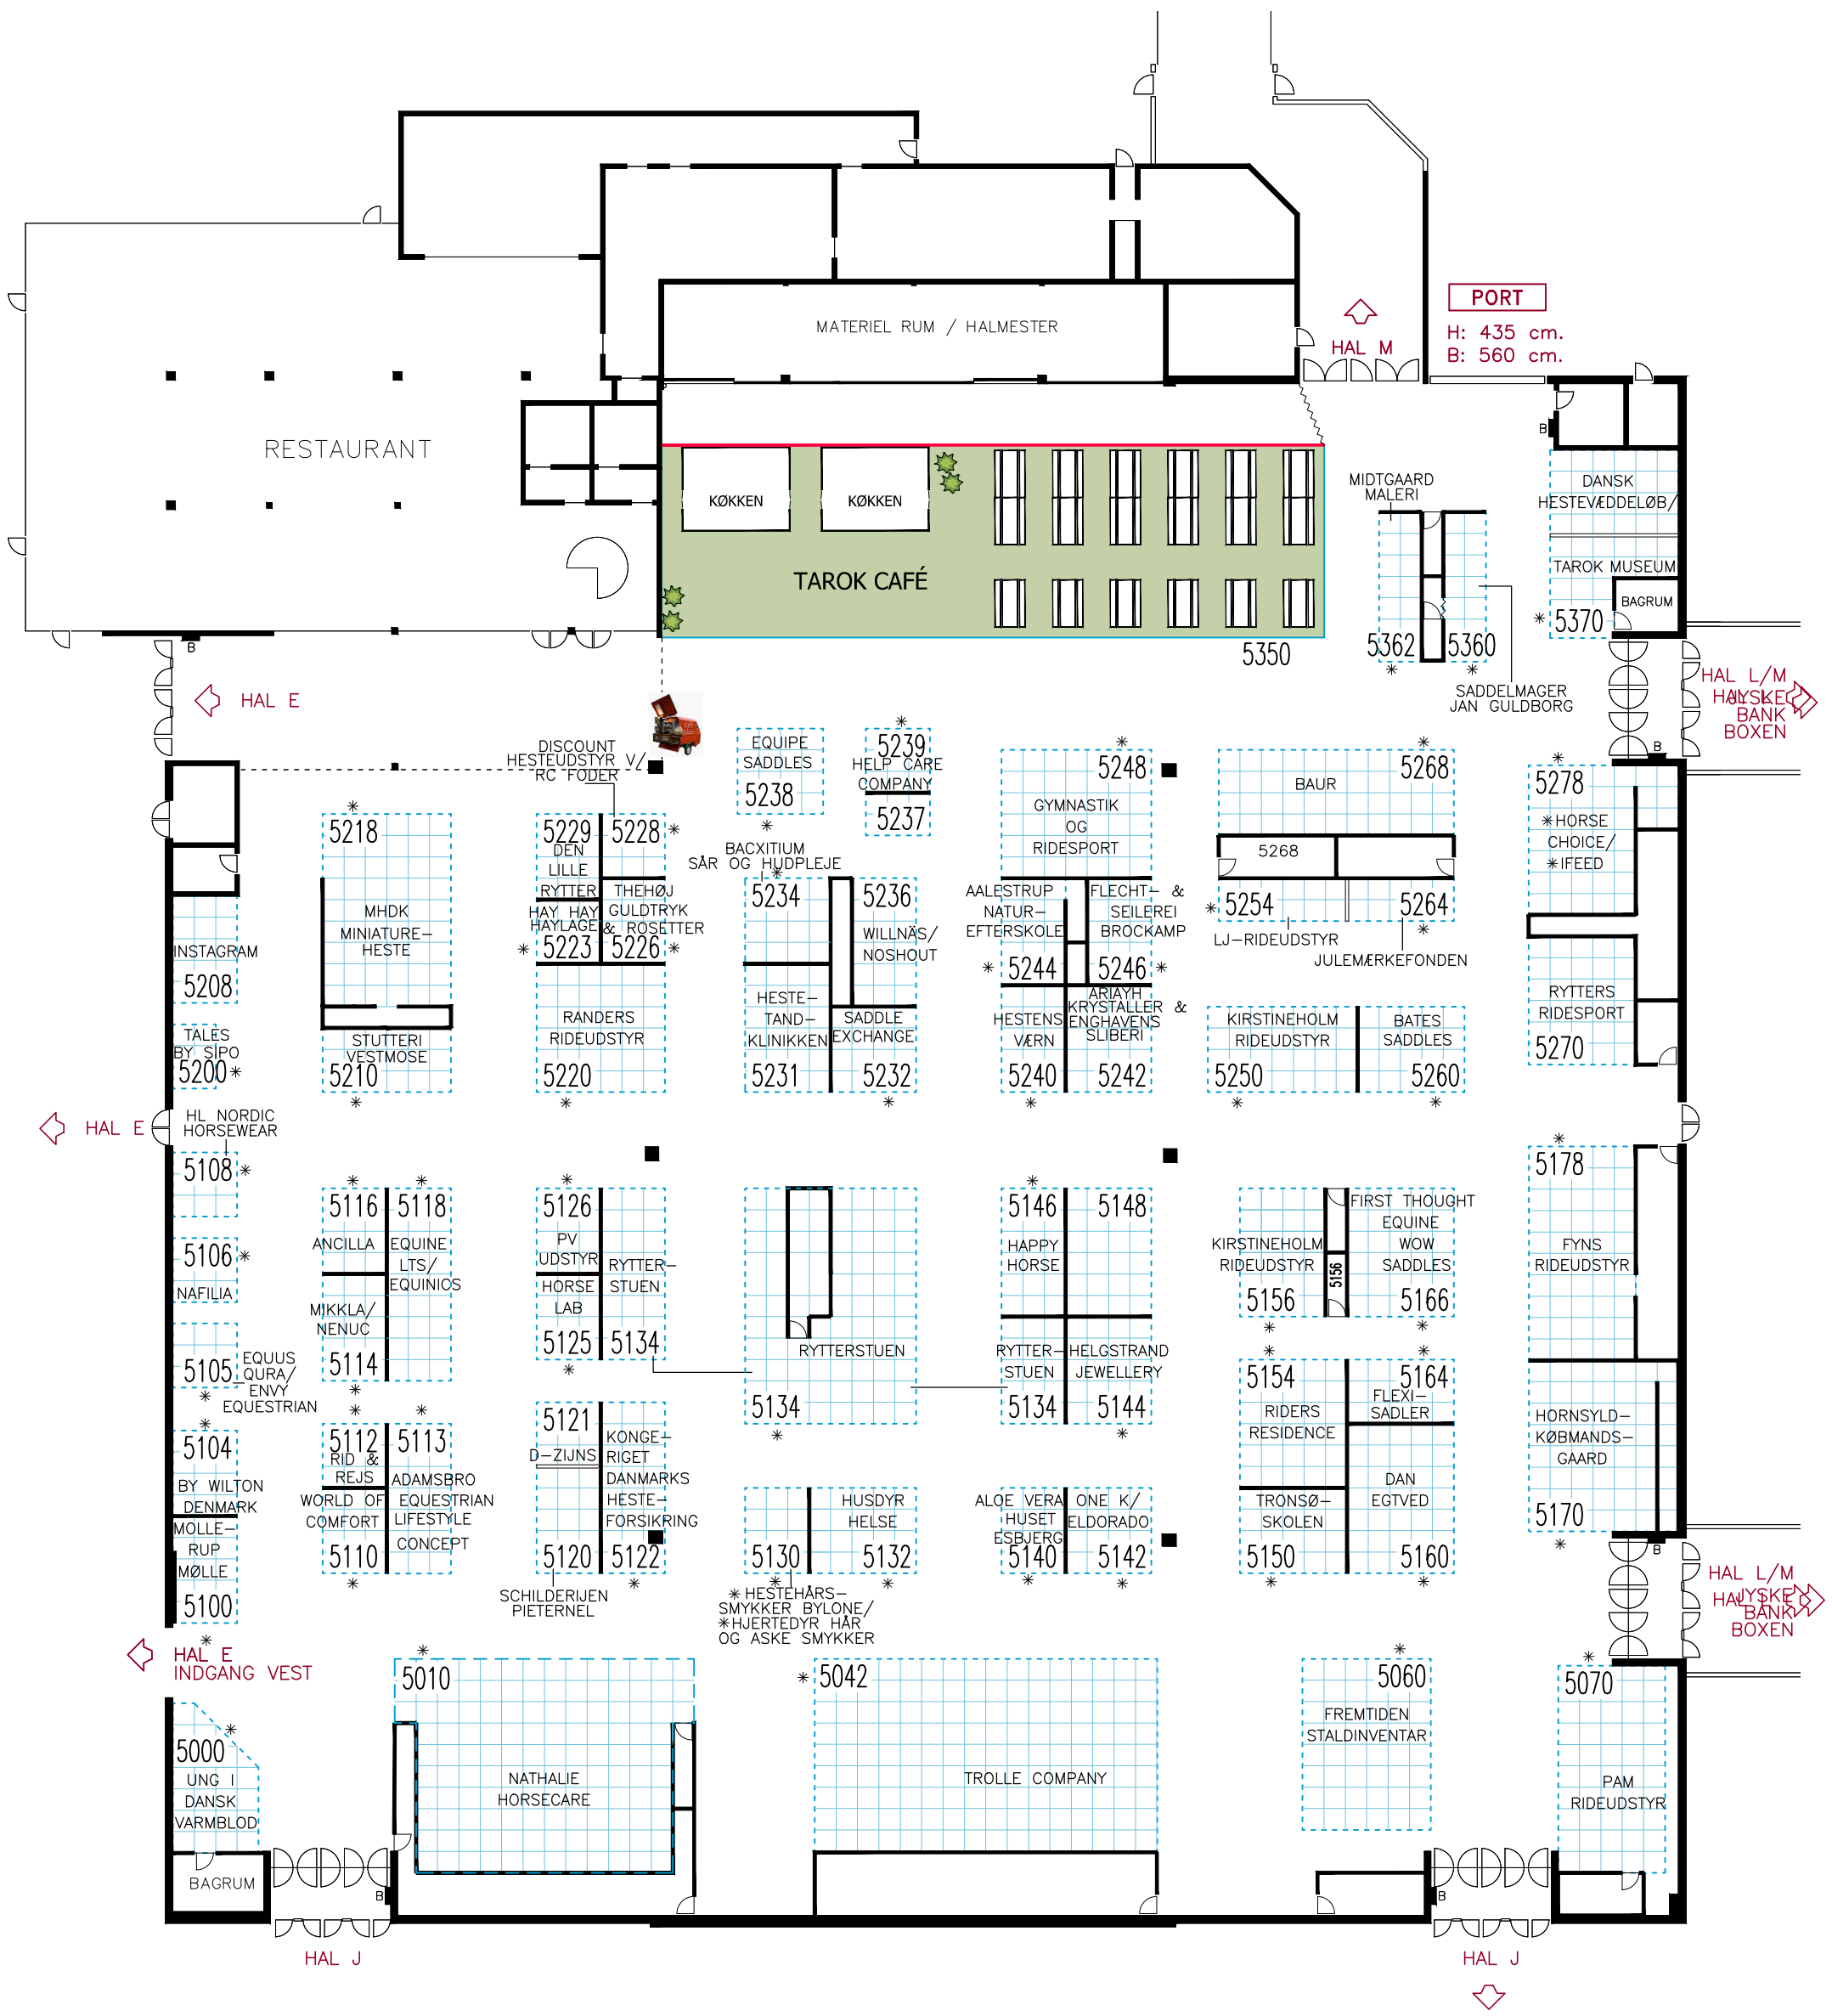 PORT
H: 435 cm.
B: 560 cm.
HAL M
MATERIEL RUM / HALMESTER
RESTAURANT
KØKKEN
KØKKEN
TAROK CAFÉ
5350
MIDTGAARD
MALERI
5362
5360
SADDELMAGER
JAN GULDBORG
B
DANSK
HESTEVÆDDELØB/
TAROK MUSEUM
BAGRUM
5370
B
HAL E
HAL L/M
HAL L
JYSKE
BANK
BOXEN
B
DISCOUNT
HESTEUDSTYR V/
RC FODER
EQUIPE
SADDLES
5238
5239
HELP CARE
COMPANY
5237
5248
GYMNASTIK
OG
RIDESPORT
5268
BAUR
5268
5278
*HORSE
CHOICE/
*IFEED
5218
MHDK
MINIATURE-
HESTE
5229
DEN
LILLE
RYTTER
5228
THEHØJ
GULDTRYK
& ROSETTER
5226
HAY HAY
HAYLAGE
5223
BACXITIUM
SÅR OG HUDPLEJE
5234
5236
WILLNÄS/
NOSHOUT
AALESTRUP
NATUR-
EFTERSKOLE
5244
FLECHT- &
SEILEREI
BROCKAMP
5246
5254
LJ-RIDEUDSTYR
5264
JULEMÆRKEFONDEN
INSTAGRAM
5208
TALES
BY SIPO
5200
STUTTERI
VESTMOSE
5210
RANDERS
RIDEUDSTYR
5220
HESTE-
TAND-
KLINIKKEN
5231
SADDLE
EXCHANGE
5232
HESTENS
VÆRN
5240
ARIAYH
KRYSTALLER &
ENGHAVENS
SLIBERI
5242
KIRSTINEHOLM
RIDEUDSTYR
5250
BATES
SADDLES
5260
RYTTERS
RIDESPORT
5270
HAL E
HL NORDIC
HORSEWEAR
5108
5106
NAFILIA
5105
EQUUS
QURA/
ENVY
EQUESTRIAN
5116
ANCILLA
5118
EQUINE
LTS/
EQUINICS
MIKKLA/
NENUC
5114
5126
PV
UDSTYR
HORSE
LAB
5125
RYTTER-
STUEN
5134
RYTTERSTUEN
5134
5146
HAPPY
HORSE
5148
RYTTER-
STUEN
5134
HELGSTRAND
JEWELLERY
5144
KIRSTINEHOLM
RIDEUDSTYR
5156
5156
FIRST THOUGHT
EQUINE
WOW
SADDLES
5166
5178
FYNS
RIDEUDSTYR
5104
BY WILTON
DENMARK
MOLLE-
RUP
MØLLE
5100
5112
RID &
REJS
5113
ADAMSBRO
EQUESTRIAN
LIFESTYLE
CONCEPT
WORLD OF
COMFORT
5110
5121
D-ZIJNS
5120
SCHILDERIJEN
PIETERNEL
KONGE-
RIGET
DANMARKS
HESTE-
FORSIKRING
5122
5130
*HESTEHÅRS-
SMYKKER BYLONE/
*HJERTEDYR HÅR
OG ASKE SMYKKER
HUSDYR
HELSE
5132
ALOE VERA
HUSET
ESBJERG
5140
ONE K/
ELDORADO
5142
5154
RIDERS
RESIDENCE
5164
FLEXI-
SADLER
TRONSØ-
SKOLEN
5150
DAN
EGTVED
5160
HORNSYLD-
KØBMANDS-
GAARD
5170
B
HAL L/M
HAL L
JYSKE
BANK
BOXEN
HAL E
INDGANG VEST
5000
UNG I
DANSK
VARMBLOD
BAGRUM
5010
NATHALIE
HORSECARE
5042
TROLLE COMPANY
5060
FREMTIDEN
STALDINVENTAR
5070
PAM
RIDEUDSTYR
B
B
HAL J
HAL J